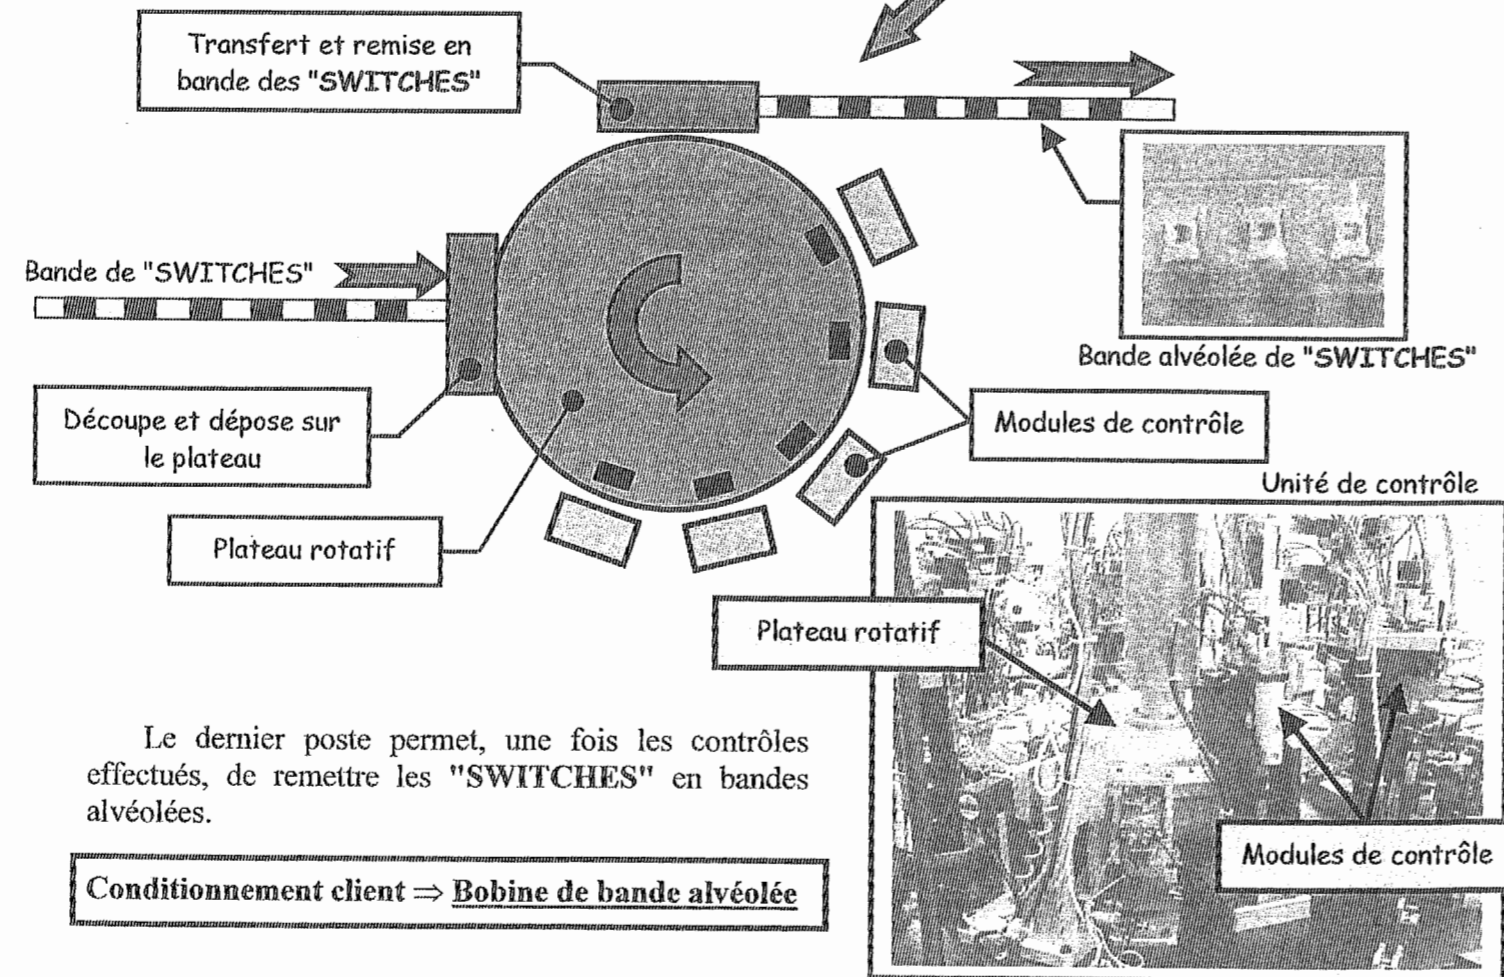 Transfert et remise en
bande des "SWITCHES"
Bande de "SWITCHES"
Bande alvéolée de "SWITCHES"
Découpe et dépose sur
le plateau
Modules de contrôle
Unité de contrôle
Plateau rotatif
Plateau rotatif
Le dernier poste permet, une fois les contrôles
effectués, de remettre les "SWITCHES" en bandes
alvéolées.
Modules de contrôle
Conditionnement client ⇒ Bobine de bande alvéolée